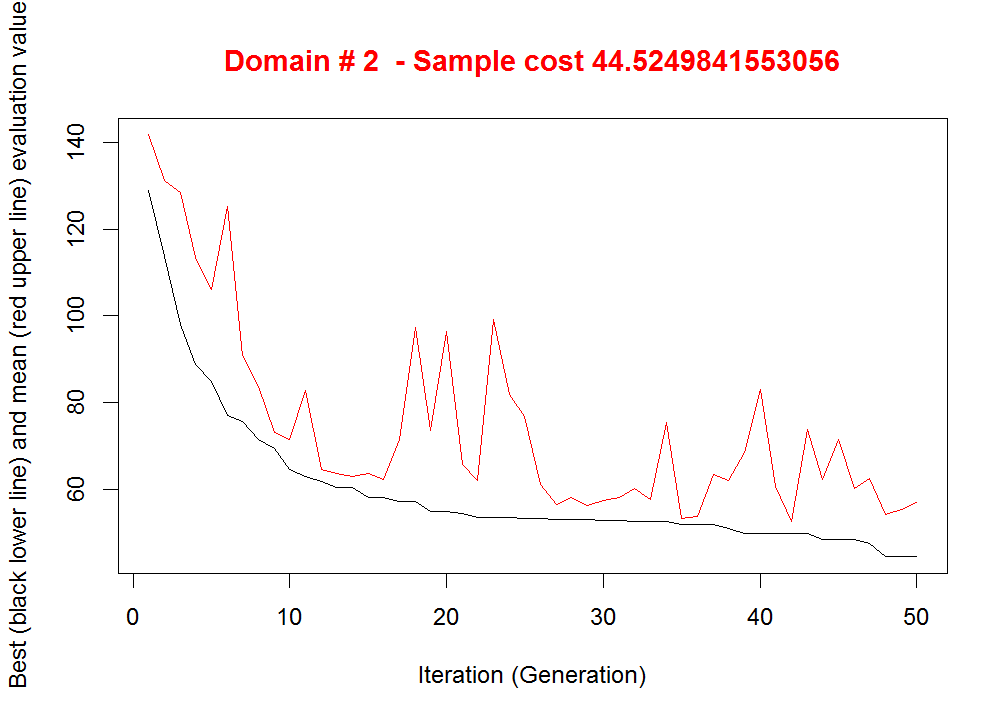 Domain # 2  - Sample cost 44.5249841553056
Best (black lower line) and mean (red upper line) evaluation value
140
120
100
80
60
0 10 20 30 40 50
Iteration (Generation)